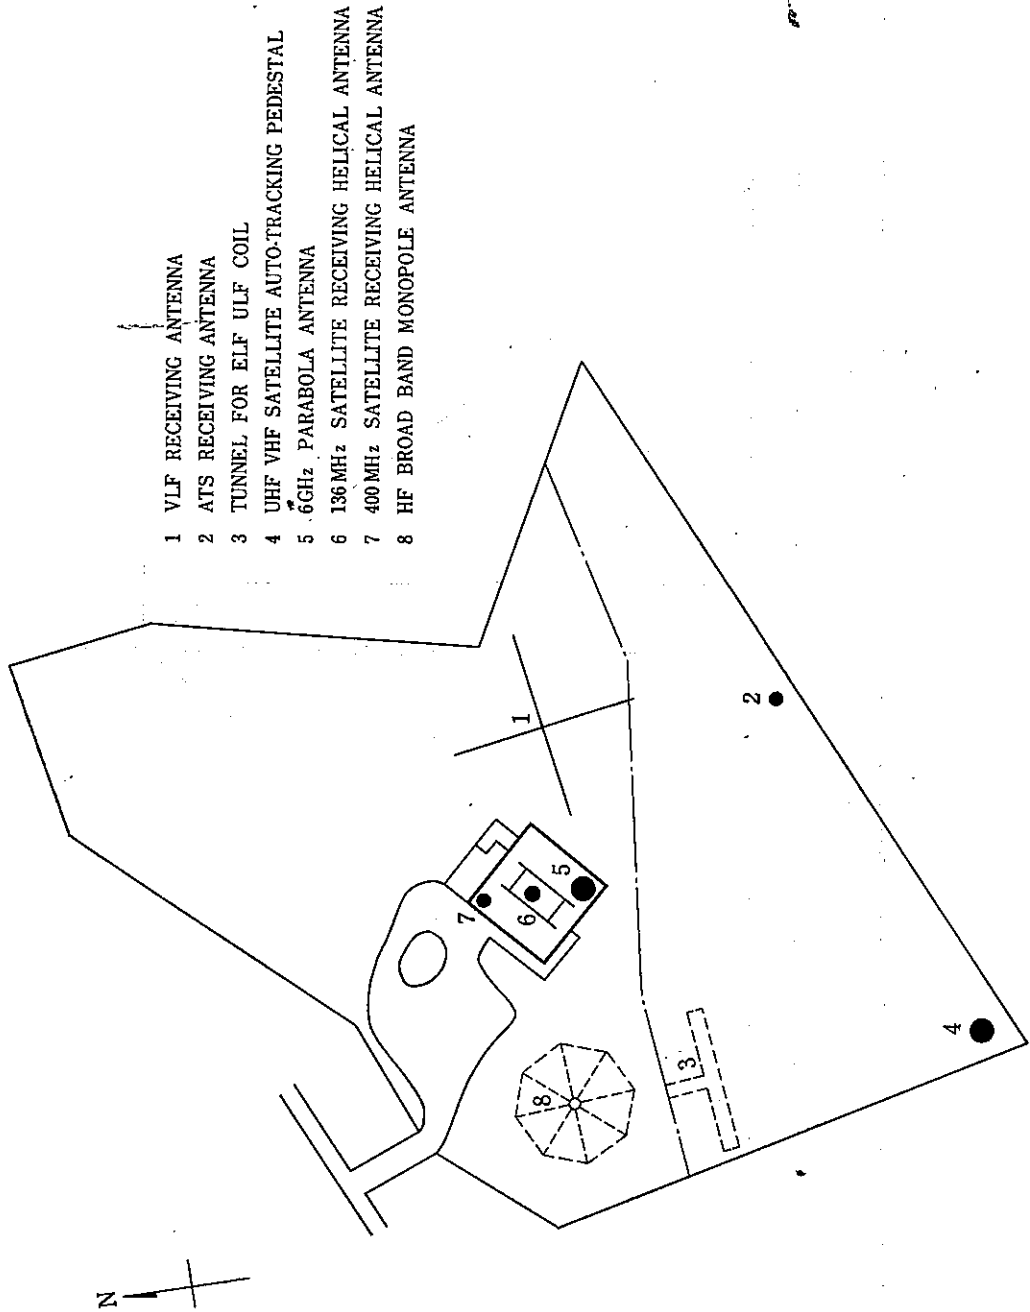 1 VLF RECEIVING ANTENNA
2 ATS RECEIVING ANTENNA
3 TUNNEL FOR ELF ULF COIL
4 UHF VHF SATELLITE AUTO-TRACKING PEDESTAL
5 6GHz PARABOLA ANTENNA
6 136MHz SATELLITE RECEIVING HELICAL ANTENNA
7 400MHz SATELLITE RECEIVING HELICAL ANTENNA
8 HF BROAD BAND MONOPOLE ANTENNA
1
2
5
7
6
4
3
8
N